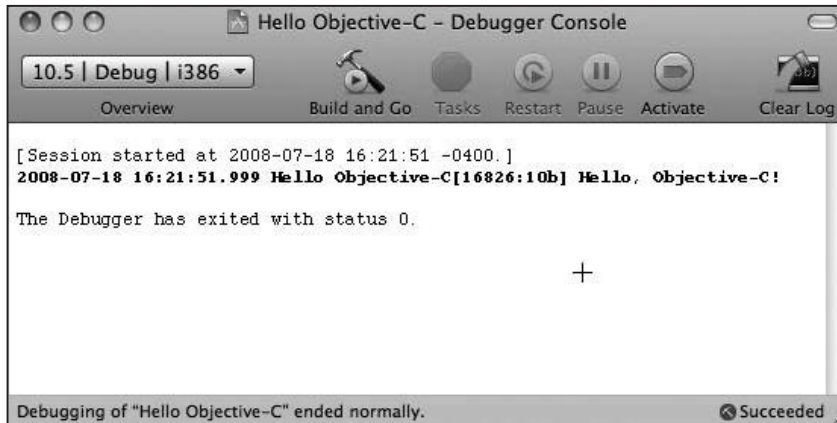 Hello Objective-C – Debugger Console
10.5 | Debug | i386
Overview Build and Go Tasks Restart Pause Activate Clear Log
[Session started at 2008-07-18 16:21:51 -0400.]
2008-07-18 16:21:51.999 Hello Objective-C[16826:10b] Hello, Objective-C!
The Debugger has exited with status 0.
Debugging of "Hello Objective-C" ended normally. Succeeded